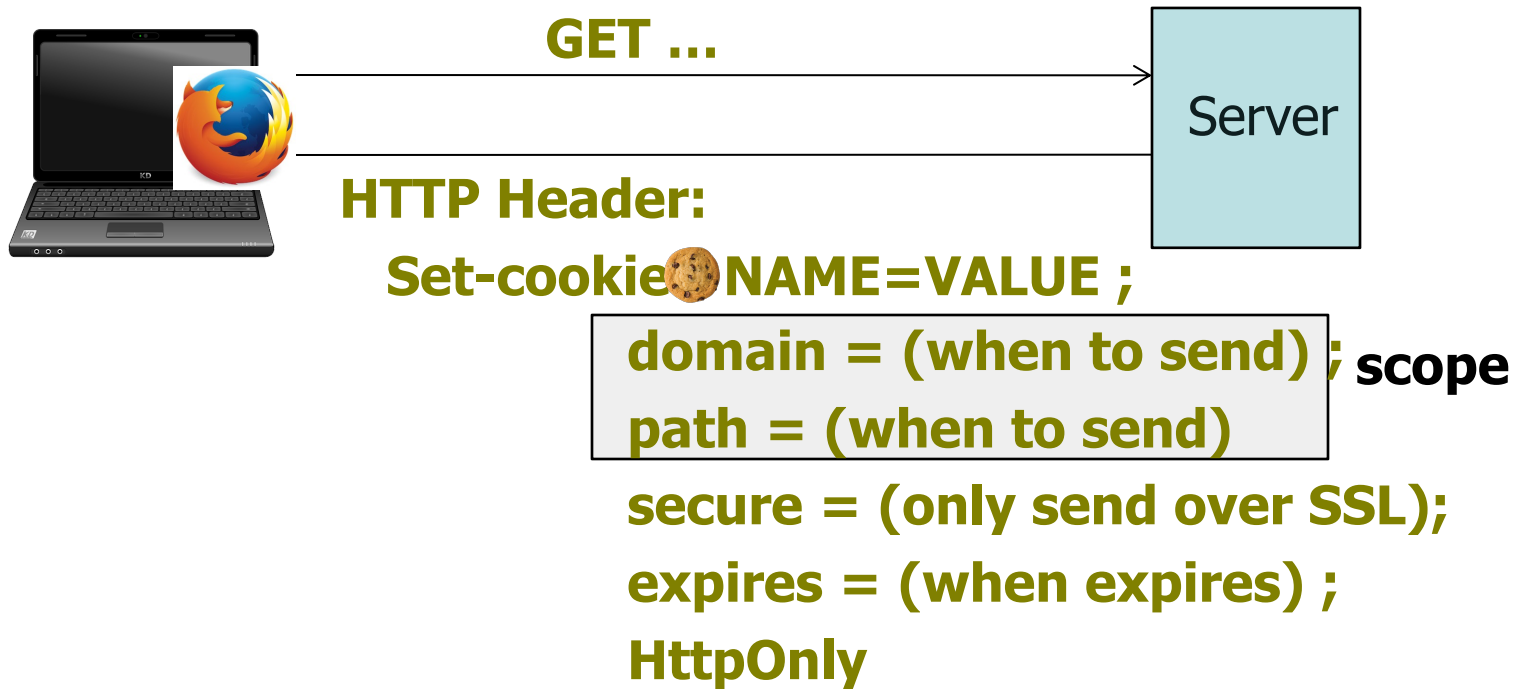 GET ...
Server
HTTP Header:
Set-cookie NAME=VALUE ;
domain = (when to send) ;
scope
path = (when to send)
secure = (only send over SSL);
expires = (when expires) ;
HttpOnly